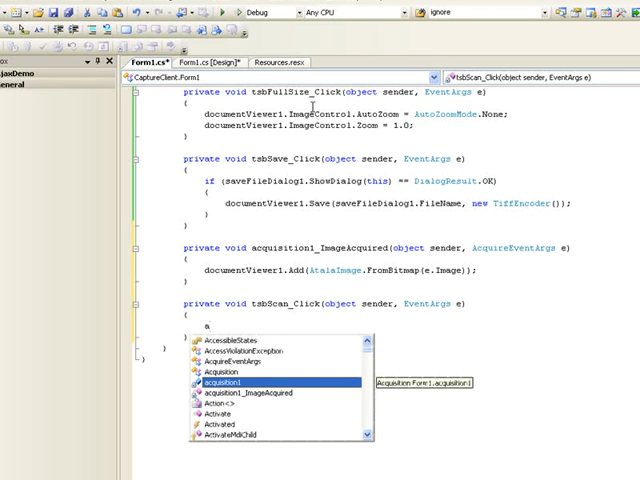 Debug
Any CPU
ignore
Form1.cs* Form1.cs [Design]* Resources.resx
CaptureClient.Form1
tsbScan_Click(object sender, EventArgs e)
ox
jaxDemo
eneral
private void tsbFullSize_Click(object sender, EventArgs e)
{
documentViewer1.ImageControl.AutoZoom = AutoZoomMode.None;
documentViewer1.ImageControl.Zoom = 1.0;
}
private void tsbSave_Click(object sender, EventArgs e)
{
if (saveFileDialog1.ShowDialog(this) == DialogResult.OK)
{
documentViewer1.Save(saveFileDialog1.FileName, new TiffEncoder());
}
}
private void acquisition1_ImageAcquired(object sender, AcquireEventArgs e)
{
documentViewer1.Add(AtalaImage.FromBitmap(e.Image));
}
private void tsbScan_Click(object sender, EventArgs e)
{
a
}
}
}
AccessibleStates
AccessViolationException
AcquireEventArgs
Acquisition
acquisition1
acquisition1_ImageAcquired
Action<>
Activate
Activated
ActivateMdiChild
Acquisition Form1.acquisition1